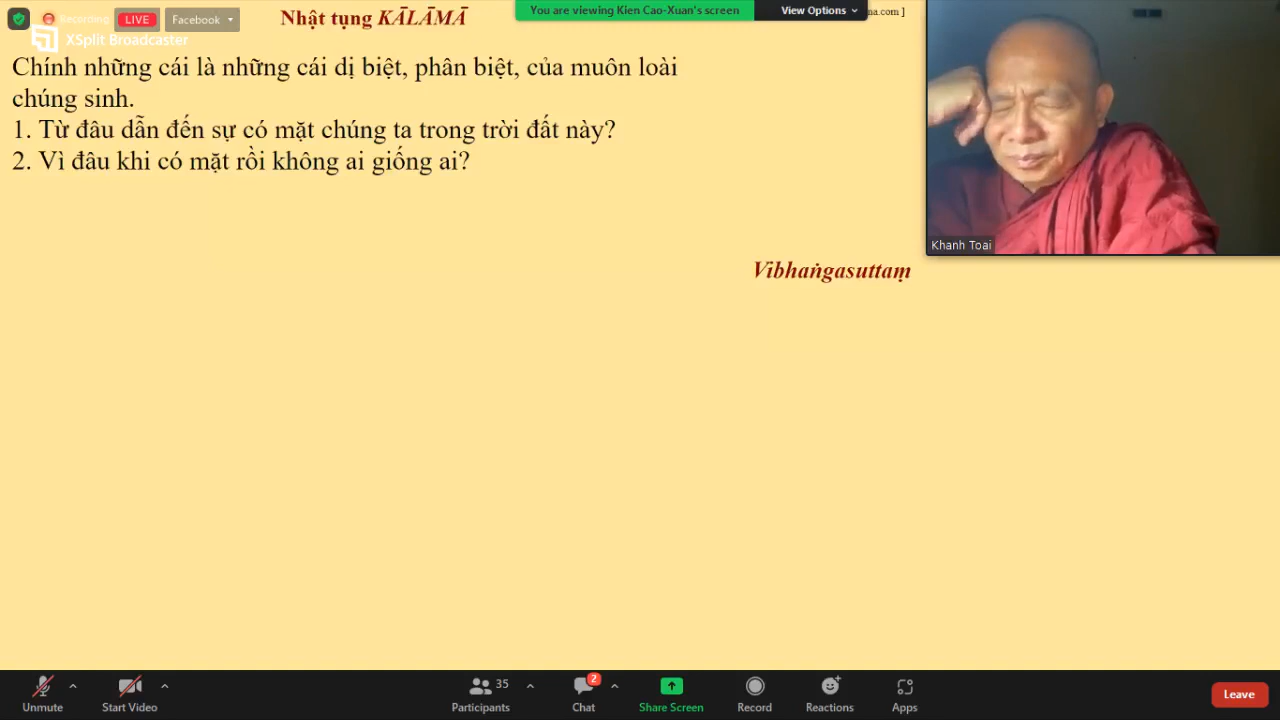 Recording
LIVE
Facebook
XSplit Broadcaster
Nhật tụng KĀLĀMĀ
You are viewing Kien Cao-Xuan's screen
View Options
na.com ]
Chính những cái là những cái dị biệt, phân biệt, của muôn loài
chúng sinh.
1. Từ đâu dẫn đến sự có mặt chúng ta trong trời đất này?
2. Vì đâu khi có mặt rồi không ai giống ai?
Khanh Toai
Vibhaṅgasuttaṃ
Unmute
Start Video
35
Participants
2
Chat
Share Screen
Record
Reactions
Apps
Leave